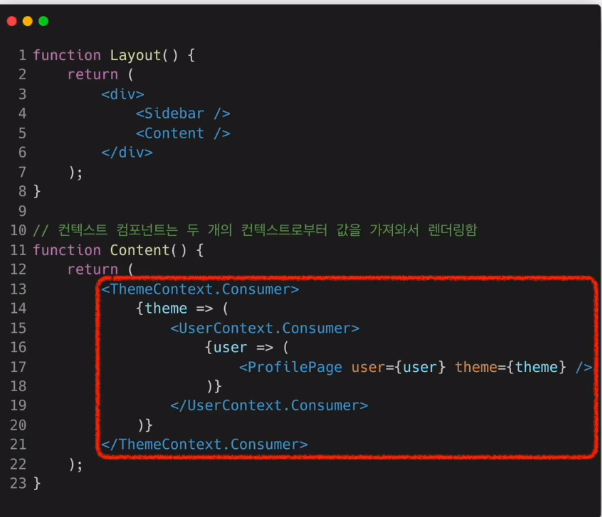 1 function Layout() {
2     return (
3         <div>
4             <Sidebar />
5             <Content />
6         </div>
7     );
8 }
9
10 // 컨텍스트 컴포넌트는 두 개의 컨텍스트로부터 값을 가져와서 렌더링함
11 function Content() {
12     return (
13         <ThemeContext.Consumer>
14             {theme => (
15                 <UserContext.Consumer>
16                     {user => (
17                         <ProfilePage user={user} theme={theme} />
18                     )}
19                 </UserContext.Consumer>
20             )}
21         </ThemeContext.Consumer>
22     );
23 }